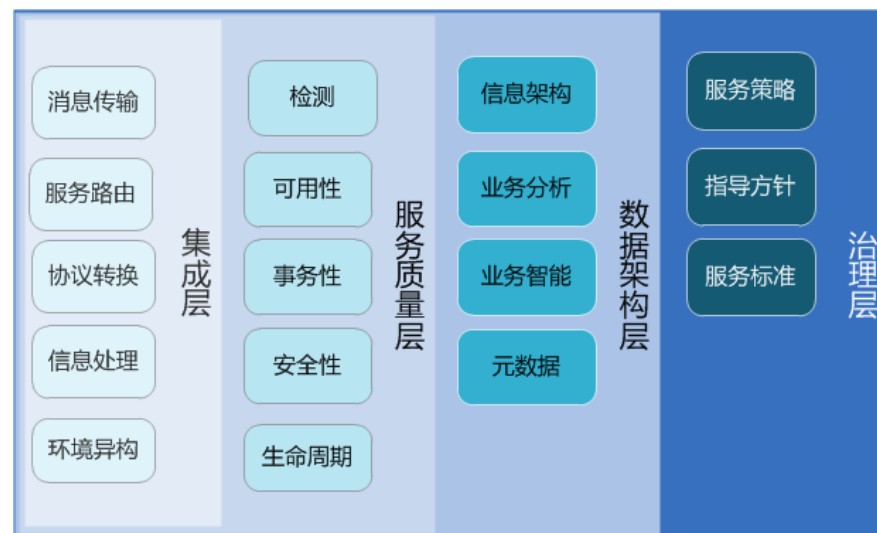 消息传输
服务路由
协议转换
信息处理
环境异构
集成层
检测
可用性
事务性
安全性
生命周期
服务质量层
信息架构
业务分析
业务智能
元数据
数据架构层
服务策略
指导方针
服务标准
治理层